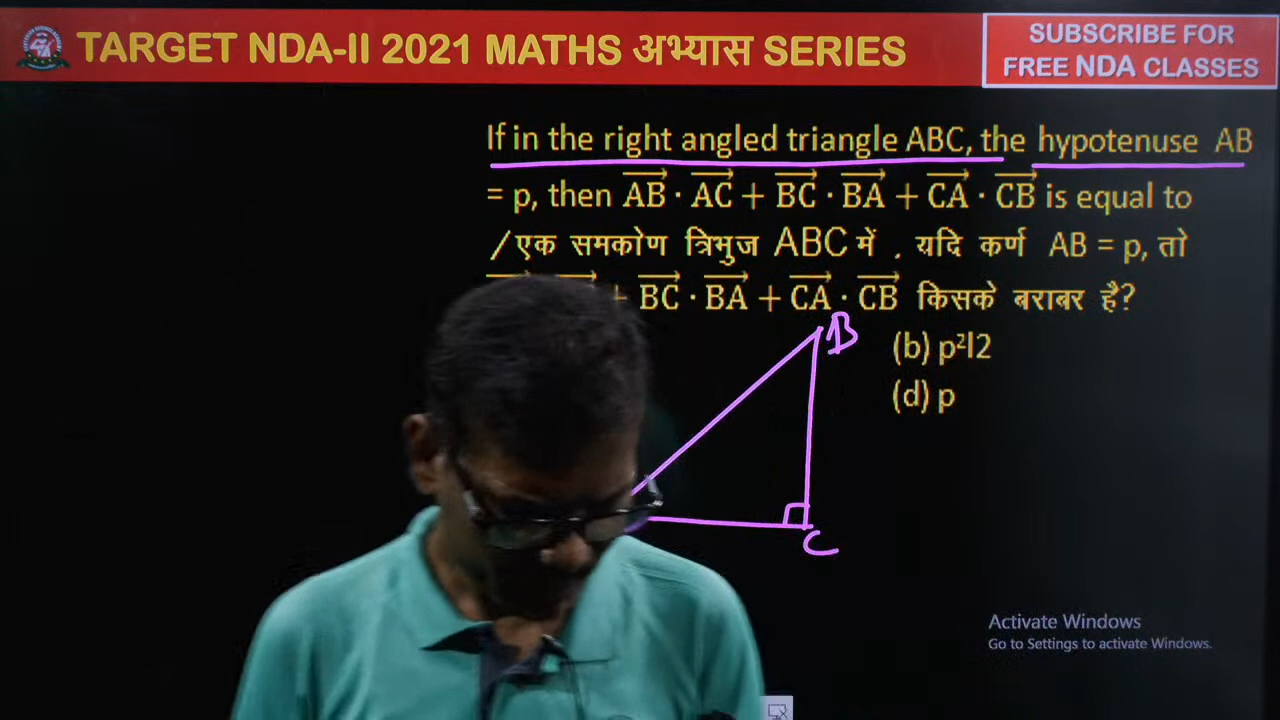 TARGET NDA-II 2021 MATHS अभ्यास SERIES
SUBSCRIBE FOR
FREE NDA CLASSES
If in the right angled triangle ABC, the hypotenuse AB
= p, then AB · AC + BC · BA + CA · CB is equal to
/एक समकोण त्रिभुज ABC में . यदि कर्ण AB = p, तो
+ BC · BA + CA · CB किसके बराबर है?
B
(b) p²l2
(d) p
C
Activate Windows
Go to Settings to activate Windows.